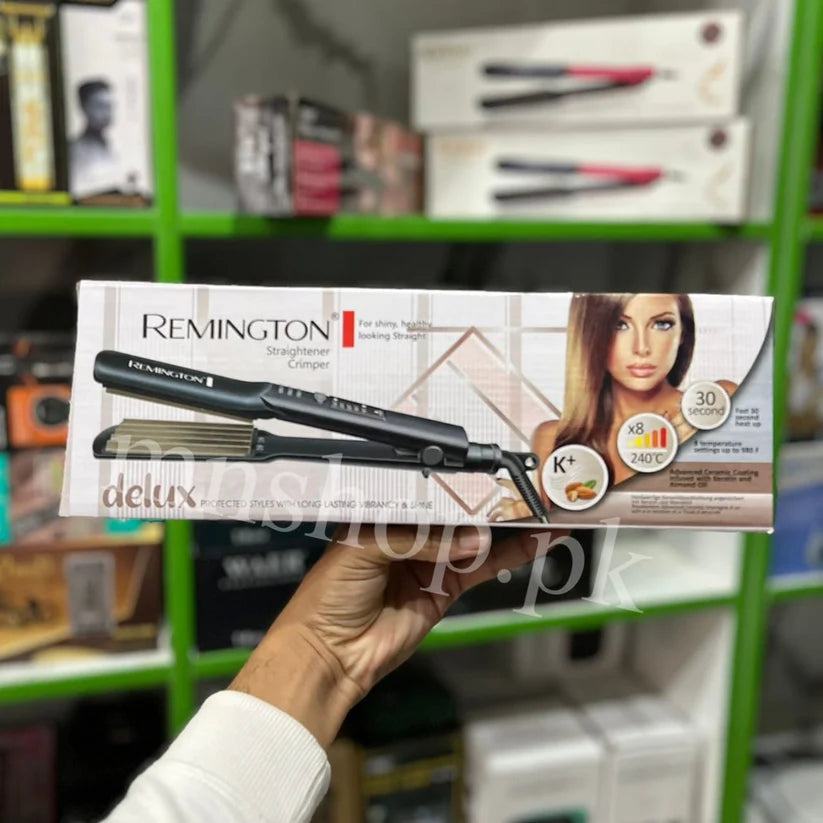 REMINGTON®
Straightener
Crimper
For shiny, healthy
looking Straight
REMINGTON
30
second
Fast 30
second
heat up
x8
240°C
8 temperature
settings up to
K+
Advanced Ceramic Coating
infused with Keratin and
Almond Oil
delux PROTECTED STYLES WITH LONG LASTING VIBRANCY & SHINE
mnshop.pk